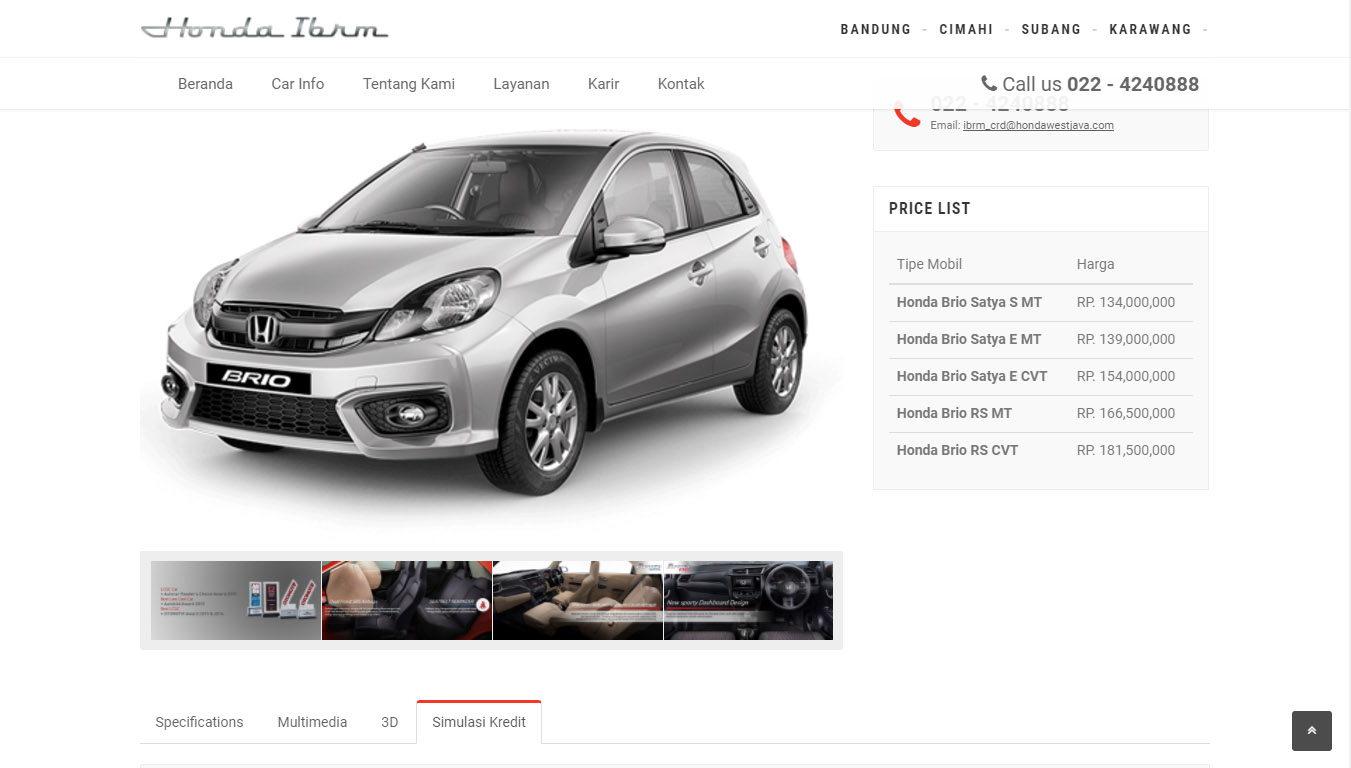 Honda Ibrm
BANDUNG - CIMAHI - SUBANG - KARAWANG -
Beranda Car Info Tentang Kami Layanan Karir Kontak
Call us 022 - 4240888
022 - 4240888
Email: ibrm_crd@hondawestjava.com
BRIO
PRICE LIST
Tipe Mobil Harga
Honda Brio Satya S MT RP. 134,000,000
Honda Brio Satya E MT RP. 139,000,000
Honda Brio Satya E CVT RP. 154,000,000
Honda Brio RS MT RP. 166,500,000
Honda Brio RS CVT RP. 181,500,000
New sporty Dashboard Design
Specifications Multimedia 3D Simulasi Kredit